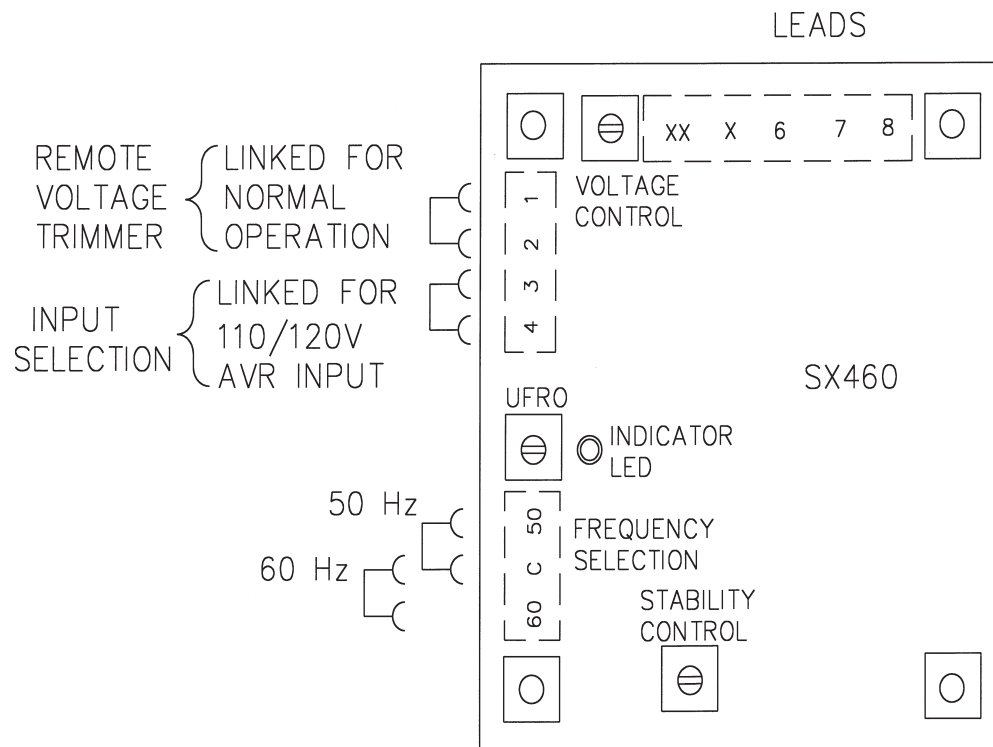 LEADS
XX X 6 7 8
VOLTAGE
CONTROL
REMOTE
VOLTAGE
TRIMMER
LINKED FOR
NORMAL
OPERATION
1
2
3
4
INPUT
SELECTION
LINKED FOR
110/120V
AVR INPUT
SX460
UFRO
INDICATOR
LED
50 Hz
60 Hz
50
C
60
FREQUENCY
SELECTION
STABILITY
CONTROL